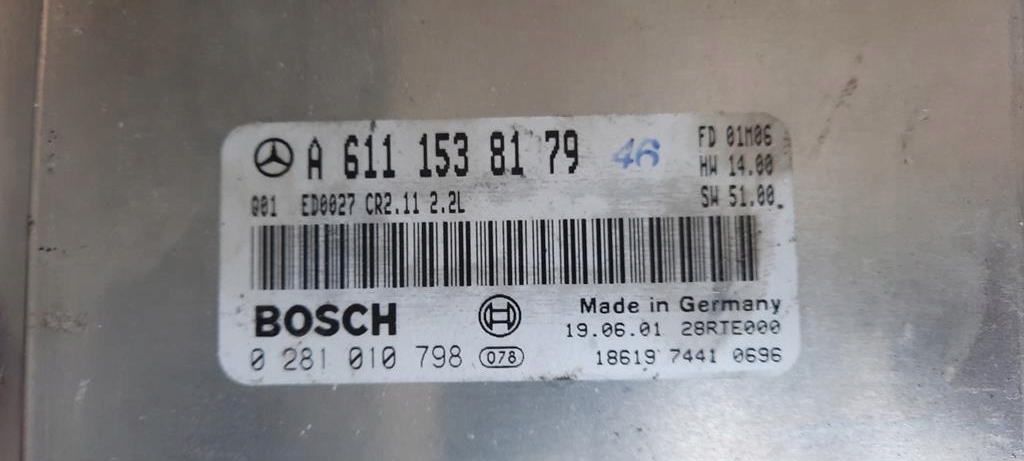 A 611 153 81 79 46 FD 01M06
HW 14.00
Q01 ED0027 CR2.11 2.2L SW 51.00
BOSCH Made in Germany
19.06.01 28RTE000
0 281 010 798 078 18619 7441 0696